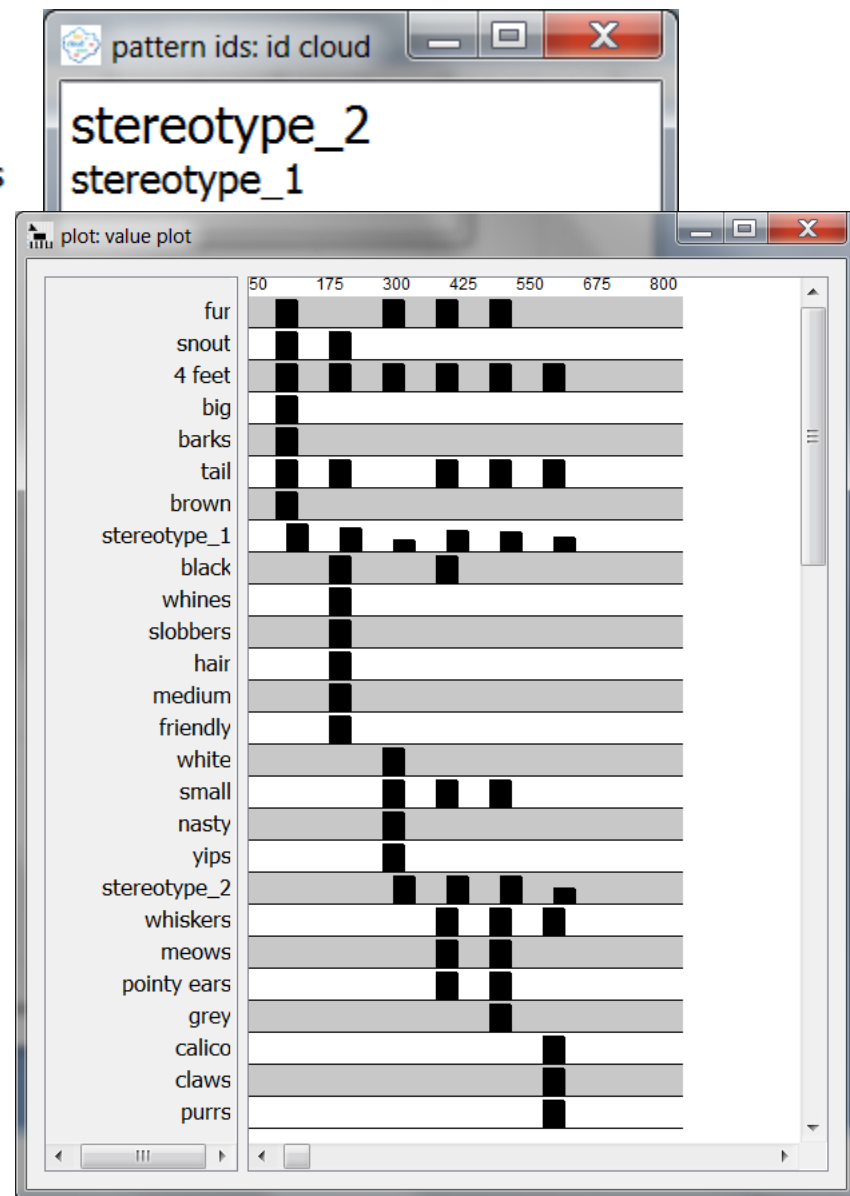 pattern ids: id cloud
stereotype_2
s
stereotype_1
plot: value plot
50 175 300 425 550 675 800
fur
snout
4 feet
big
barks
tail
brown
stereotype_1
black
whines
slobbers
hair
medium
friendly
white
small
nasty
yips
stereotype_2
whiskers
meows
pointy ears
grey
calico
claws
purrs